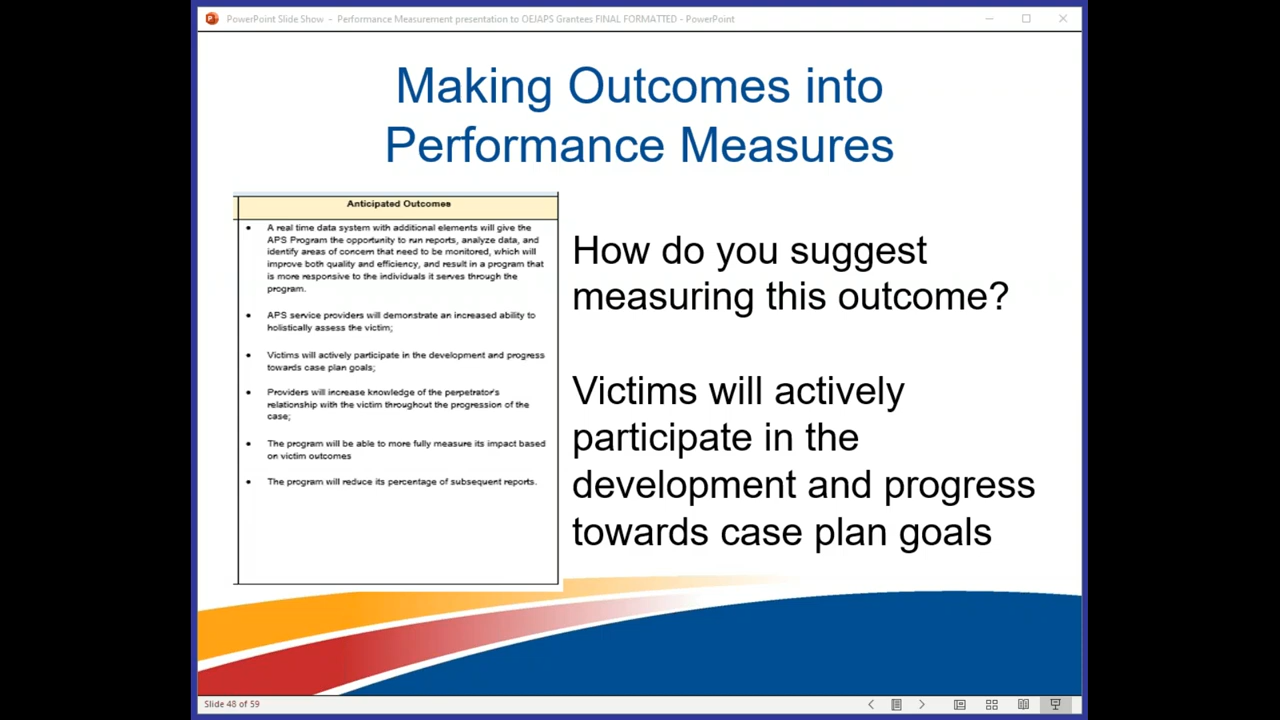 PowerPoint Slide Show – Performance Measurement presentation to OEJAPS Grantees FINAL FORMATTED - PowerPoint
Making Outcomes into
Performance Measures
Anticipated Outcomes
• A real time data system with additional elements will give the
APS Program the opportunity to run reports, analyze data, and
identify areas of concern that need to be monitored, which will
improve both quality and efficiency, and result in a program that
is more responsive to the individuals it serves through the
program.
• APS service providers will demonstrate an increased ability to
holistically assess the victim;
• Victims will actively participate in the development and progress
towards case plan goals;
• Providers will increase knowledge of the perpetrator's
relationship with the victim throughout the progression of the
case;
• The program will be able to more fully measure its impact based
on victim outcomes
• The program will reduce its percentage of subsequent reports.
How do you suggest
measuring this outcome?
Victims will actively
participate in the
development and progress
towards case plan goals
Slide 48 of 59